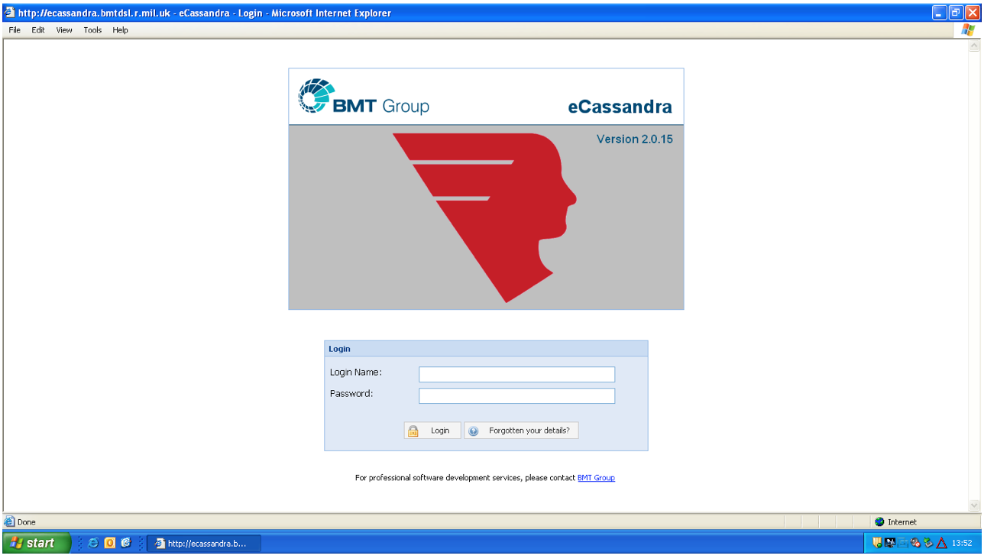 http://ecassandra.bmtdsl.r.mil.uk - eCassandra - Login - Microsoft Internet Explorer
File Edit View Tools Help
BMT Group
eCassandra
Version 2.0.15
Login
Login Name:
Password:
Login Forgotten your details?
For professional software development services, please contact BMT Group
Done Internet
start http://ecassandra.b... 13:52